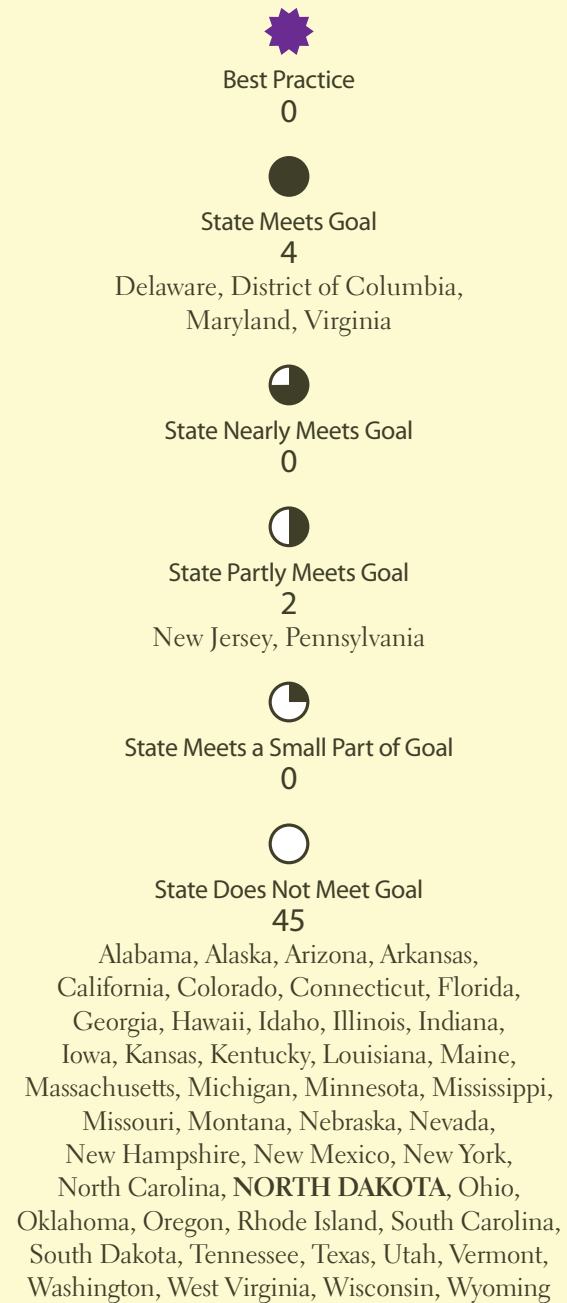 Best Practice
0
State Meets Goal
4
Delaware, District of Columbia,
Maryland, Virginia
State Nearly Meets Goal
0
State Partly Meets Goal
2
New Jersey, Pennsylvania
State Meets a Small Part of Goal
0
State Does Not Meet Goal
45
Alabama, Alaska, Arizona, Arkansas,
California, Colorado, Connecticut, Florida,
Georgia, Hawaii, Idaho, Illinois, Indiana,
Iowa, Kansas, Kentucky, Louisiana, Maine,
Massachusetts, Michigan, Minnesota, Mississippi,
Missouri, Montana, Nebraska, Nevada,
New Hampshire, New Mexico, New York,
North Carolina, NORTH DAKOTA, Ohio,
Oklahoma, Oregon, Rhode Island, South Carolina,
South Dakota, Tennessee, Texas, Utah, Vermont,
Washington, West Virginia, Wisconsin, Wyoming